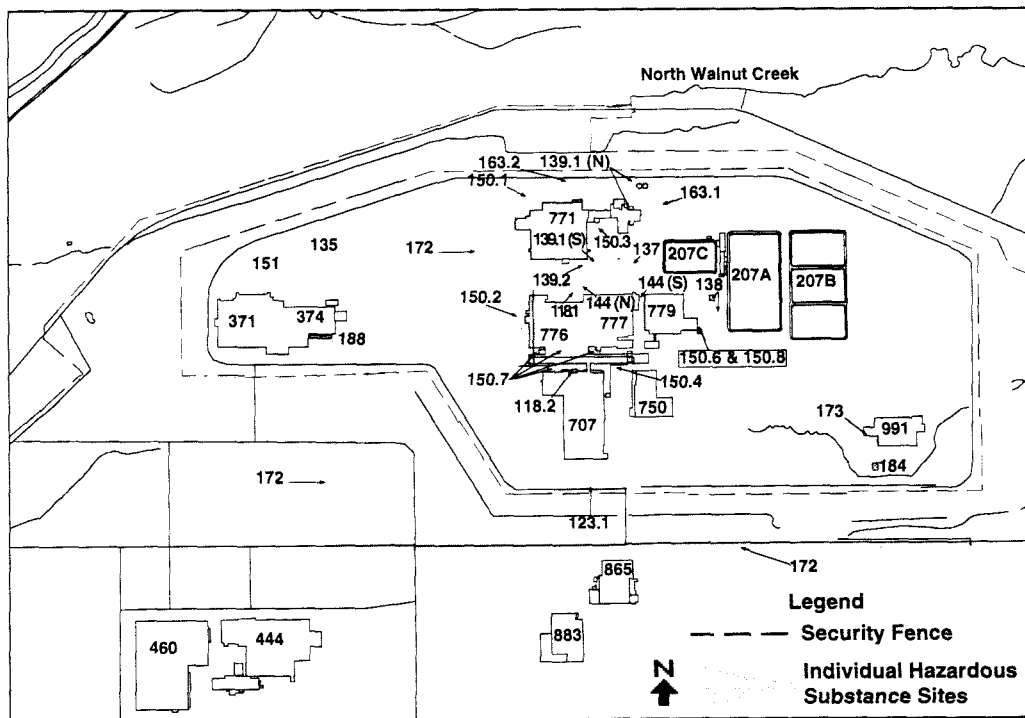 North Walnut Creek
163.2
139.1 (N)
150.1
163.1
771
135
172
139.1 (S)
150.3
137
207C
151
207A
207B
139.2
144 (S)
138
150.2
118.1
144 (N)
371
374
188
776
777
779
150.6 & 150.8
150.7
150.4
118.2
707
750
173
991
184
172
123.1
172
865
Legend
460
444
883
Security Fence
N
Individual Hazardous
Substance Sites